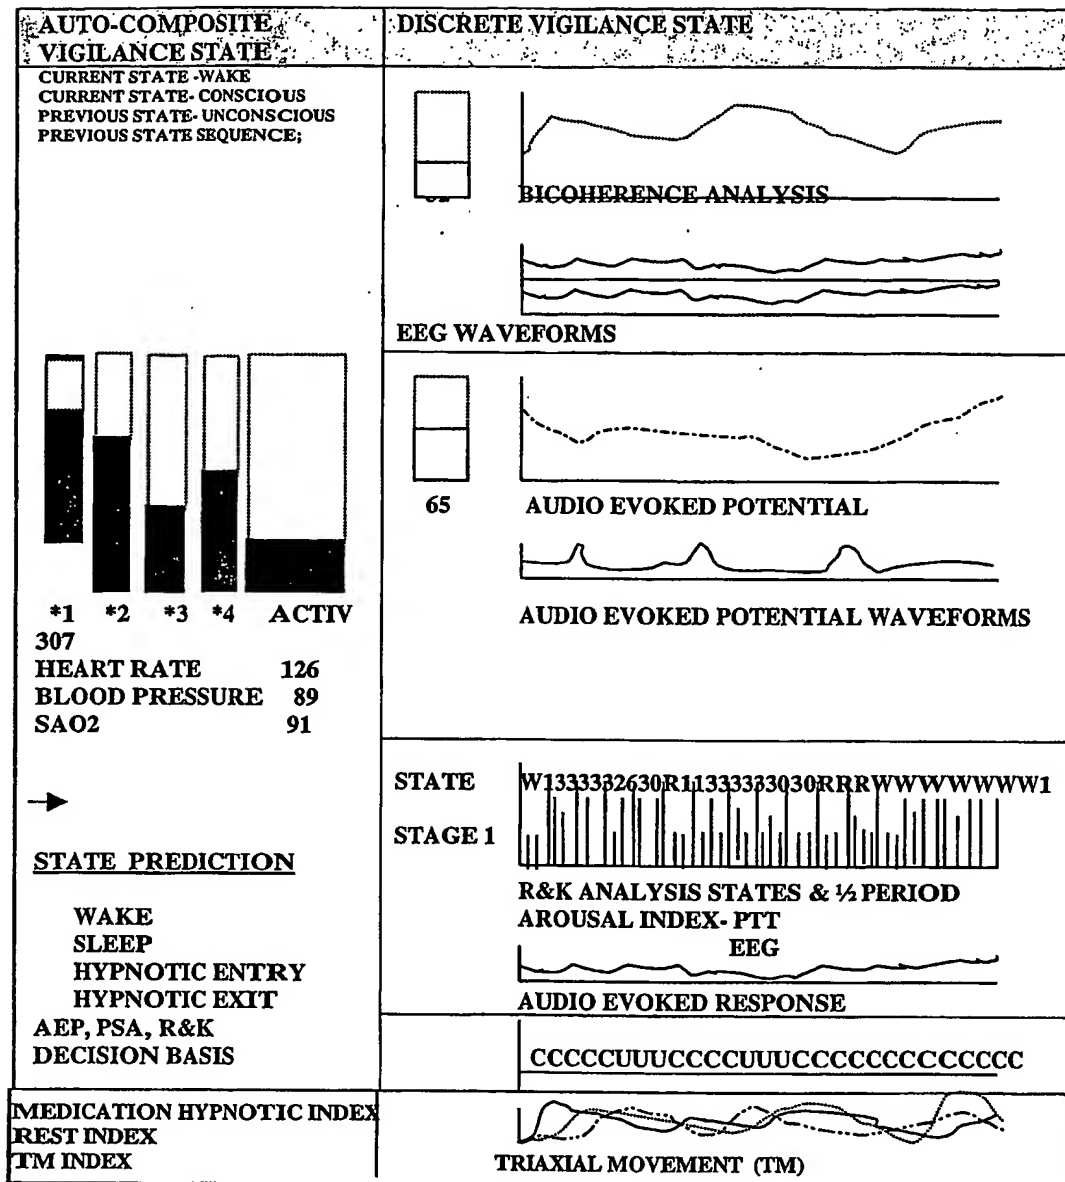 AUTO-COMPOSITE
VIGILANCE STATE
CURRENT STATE -WAKE
CURRENT STATE- CONSCIOUS
PREVIOUS STATE- UNCONSCIOUS
PREVIOUS STATE SEQUENCE;
*1 *2 *3 *4 ACTIV
307
HEART RATE 126
BLOOD PRESSURE 89
SAO2 91
STATE PREDICTION
WAKE
SLEEP
HYPNOTIC ENTRY
HYPNOTIC EXIT
AEP, PSA, R&K
DECISION BASIS
MEDICATION HYPNOTIC INDEX
REST INDEX
TM INDEX
DISCRETE VIGILANCE STATE
BICOHERENCE ANALYSIS
EEG WAVEFORMS
65
AUDIO EVOKED POTENTIAL
AUDIO EVOKED POTENTIAL WAVEFORMS
STATE
STAGE 1
R&K ANALYSIS STATES & ½ PERIOD
AROUSAL INDEX- PTT
EEG
AUDIO EVOKED RESPONSE
CCCCCUUUCCCCUUUCCCCCCCCCCCCCC
TRIAXIAL MOVEMENT (TM)